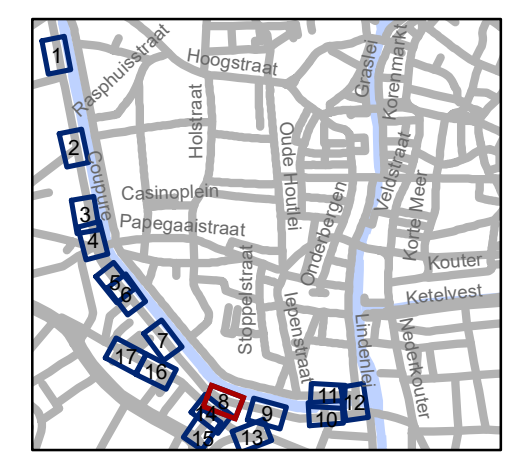 1
Rasphuisstraat
Hoogstraat
Graslei
Korenmarkt
2
Coupure
Holstraat
Oude Houtlei
Veldstraat
Casinoplein
Papegaaistraat
Onderbergen
Korte Meer
3
4
Kouter
Ketelvest
5
6
7
Stoppelstraat
Iepenstraat
Lindenlei
Nederkouter
17
16
8
14
15
9
13
11
10
12